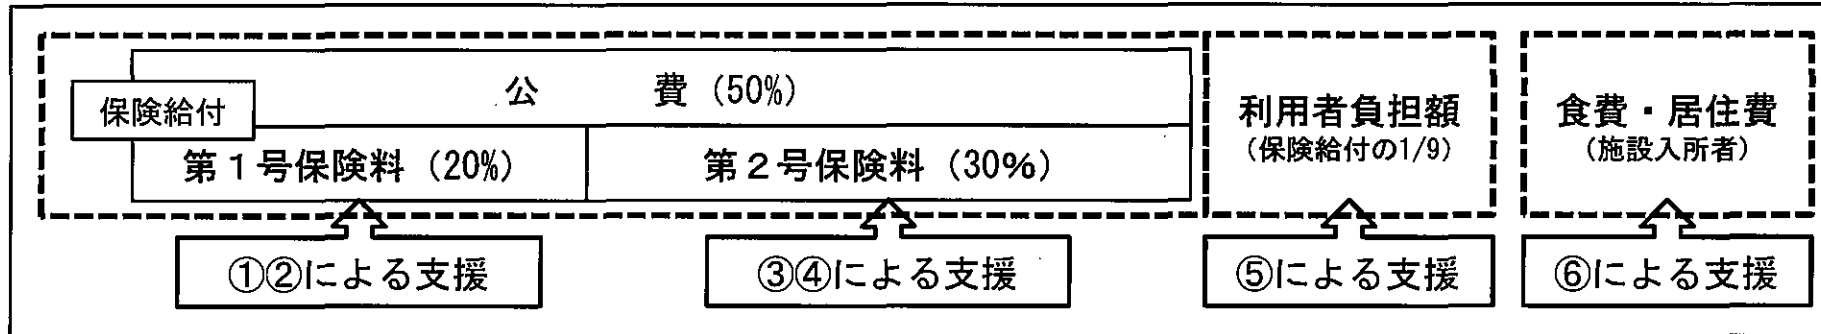 公 費（50%）
保険給付
第１号保険料（20%）
第２号保険料（30%）
利用者負担額
（保険給付の1/9）
食費・居住費
（施設入所者）
①②による支援
③④による支援
⑤による支援
⑥による支援